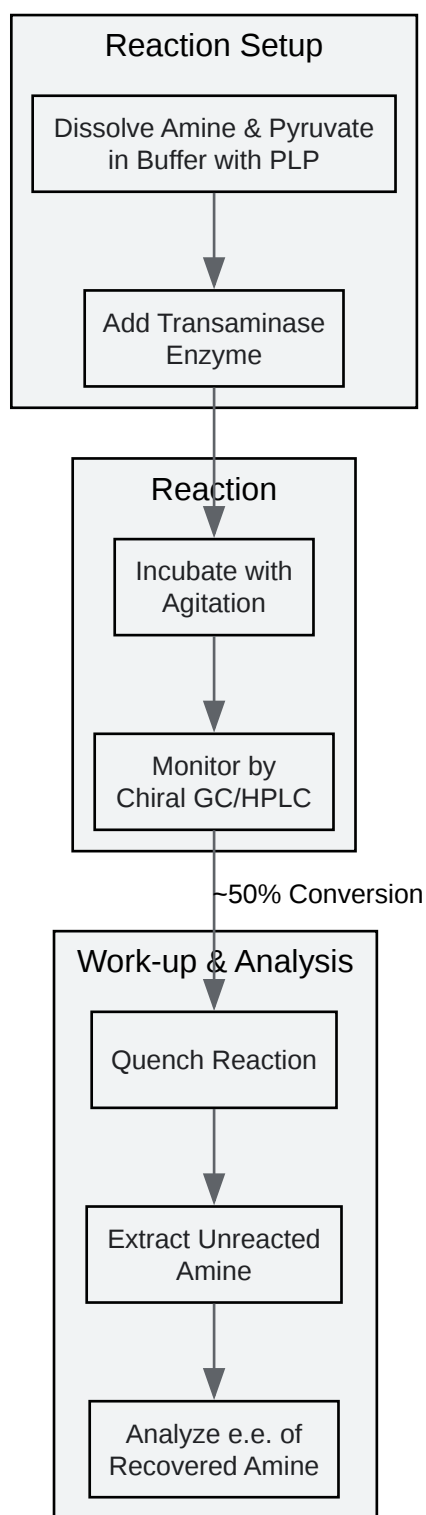 Reaction Setup
Dissolve Amine & Pyruvate
in Buffer with PLP
Add Transaminase
Enzyme
Reaction
Incubate with
Agitation
Monitor by
Chiral GC/HPLC
~50% Conversion
Work-up & Analysis
Quench Reaction
Extract Unreacted
Amine
Analyze e.e. of
Recovered Amine